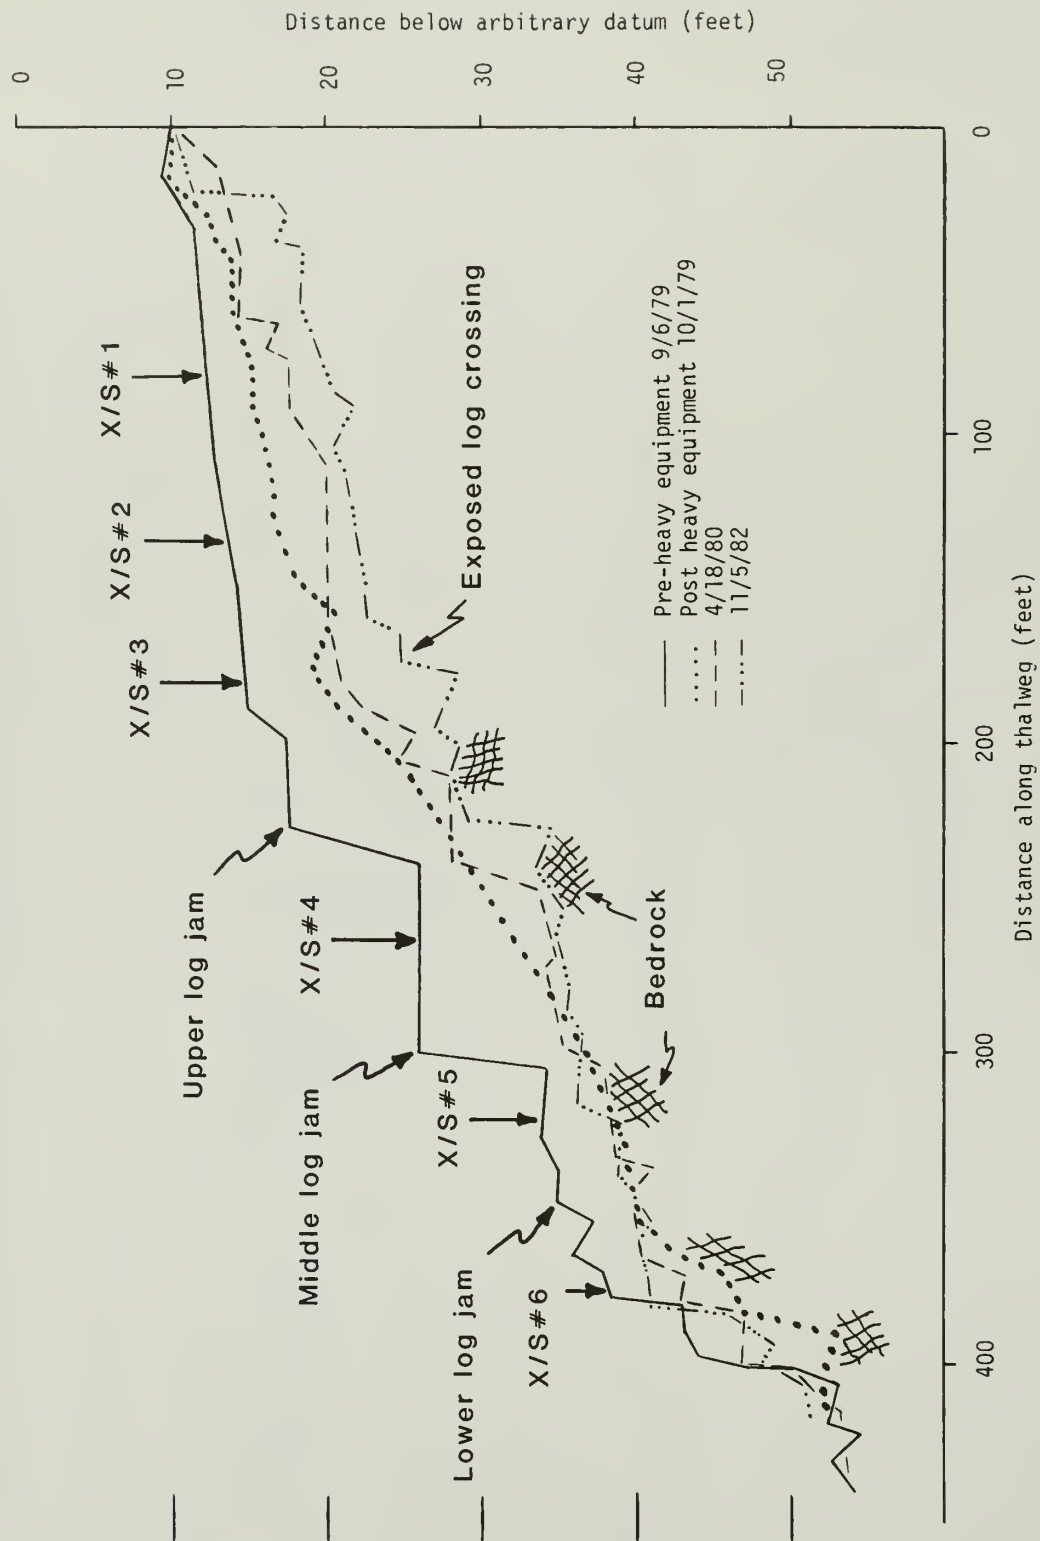 Distance below arbitrary datum (feet)
0
10
20
30
40
50
X/S#1
X/S#2
X/S#3
Upper log jam
X/S#4
Middle log jam
X/S#5
Lower log jam
X/S#6
Exposed log crossing
Bedrock
Pre-heavy equipment 9/6/79
Post heavy equipment 10/1/79
4/18/80
11/5/82
0
100
200
300
400
Distance along thalweg (feet)